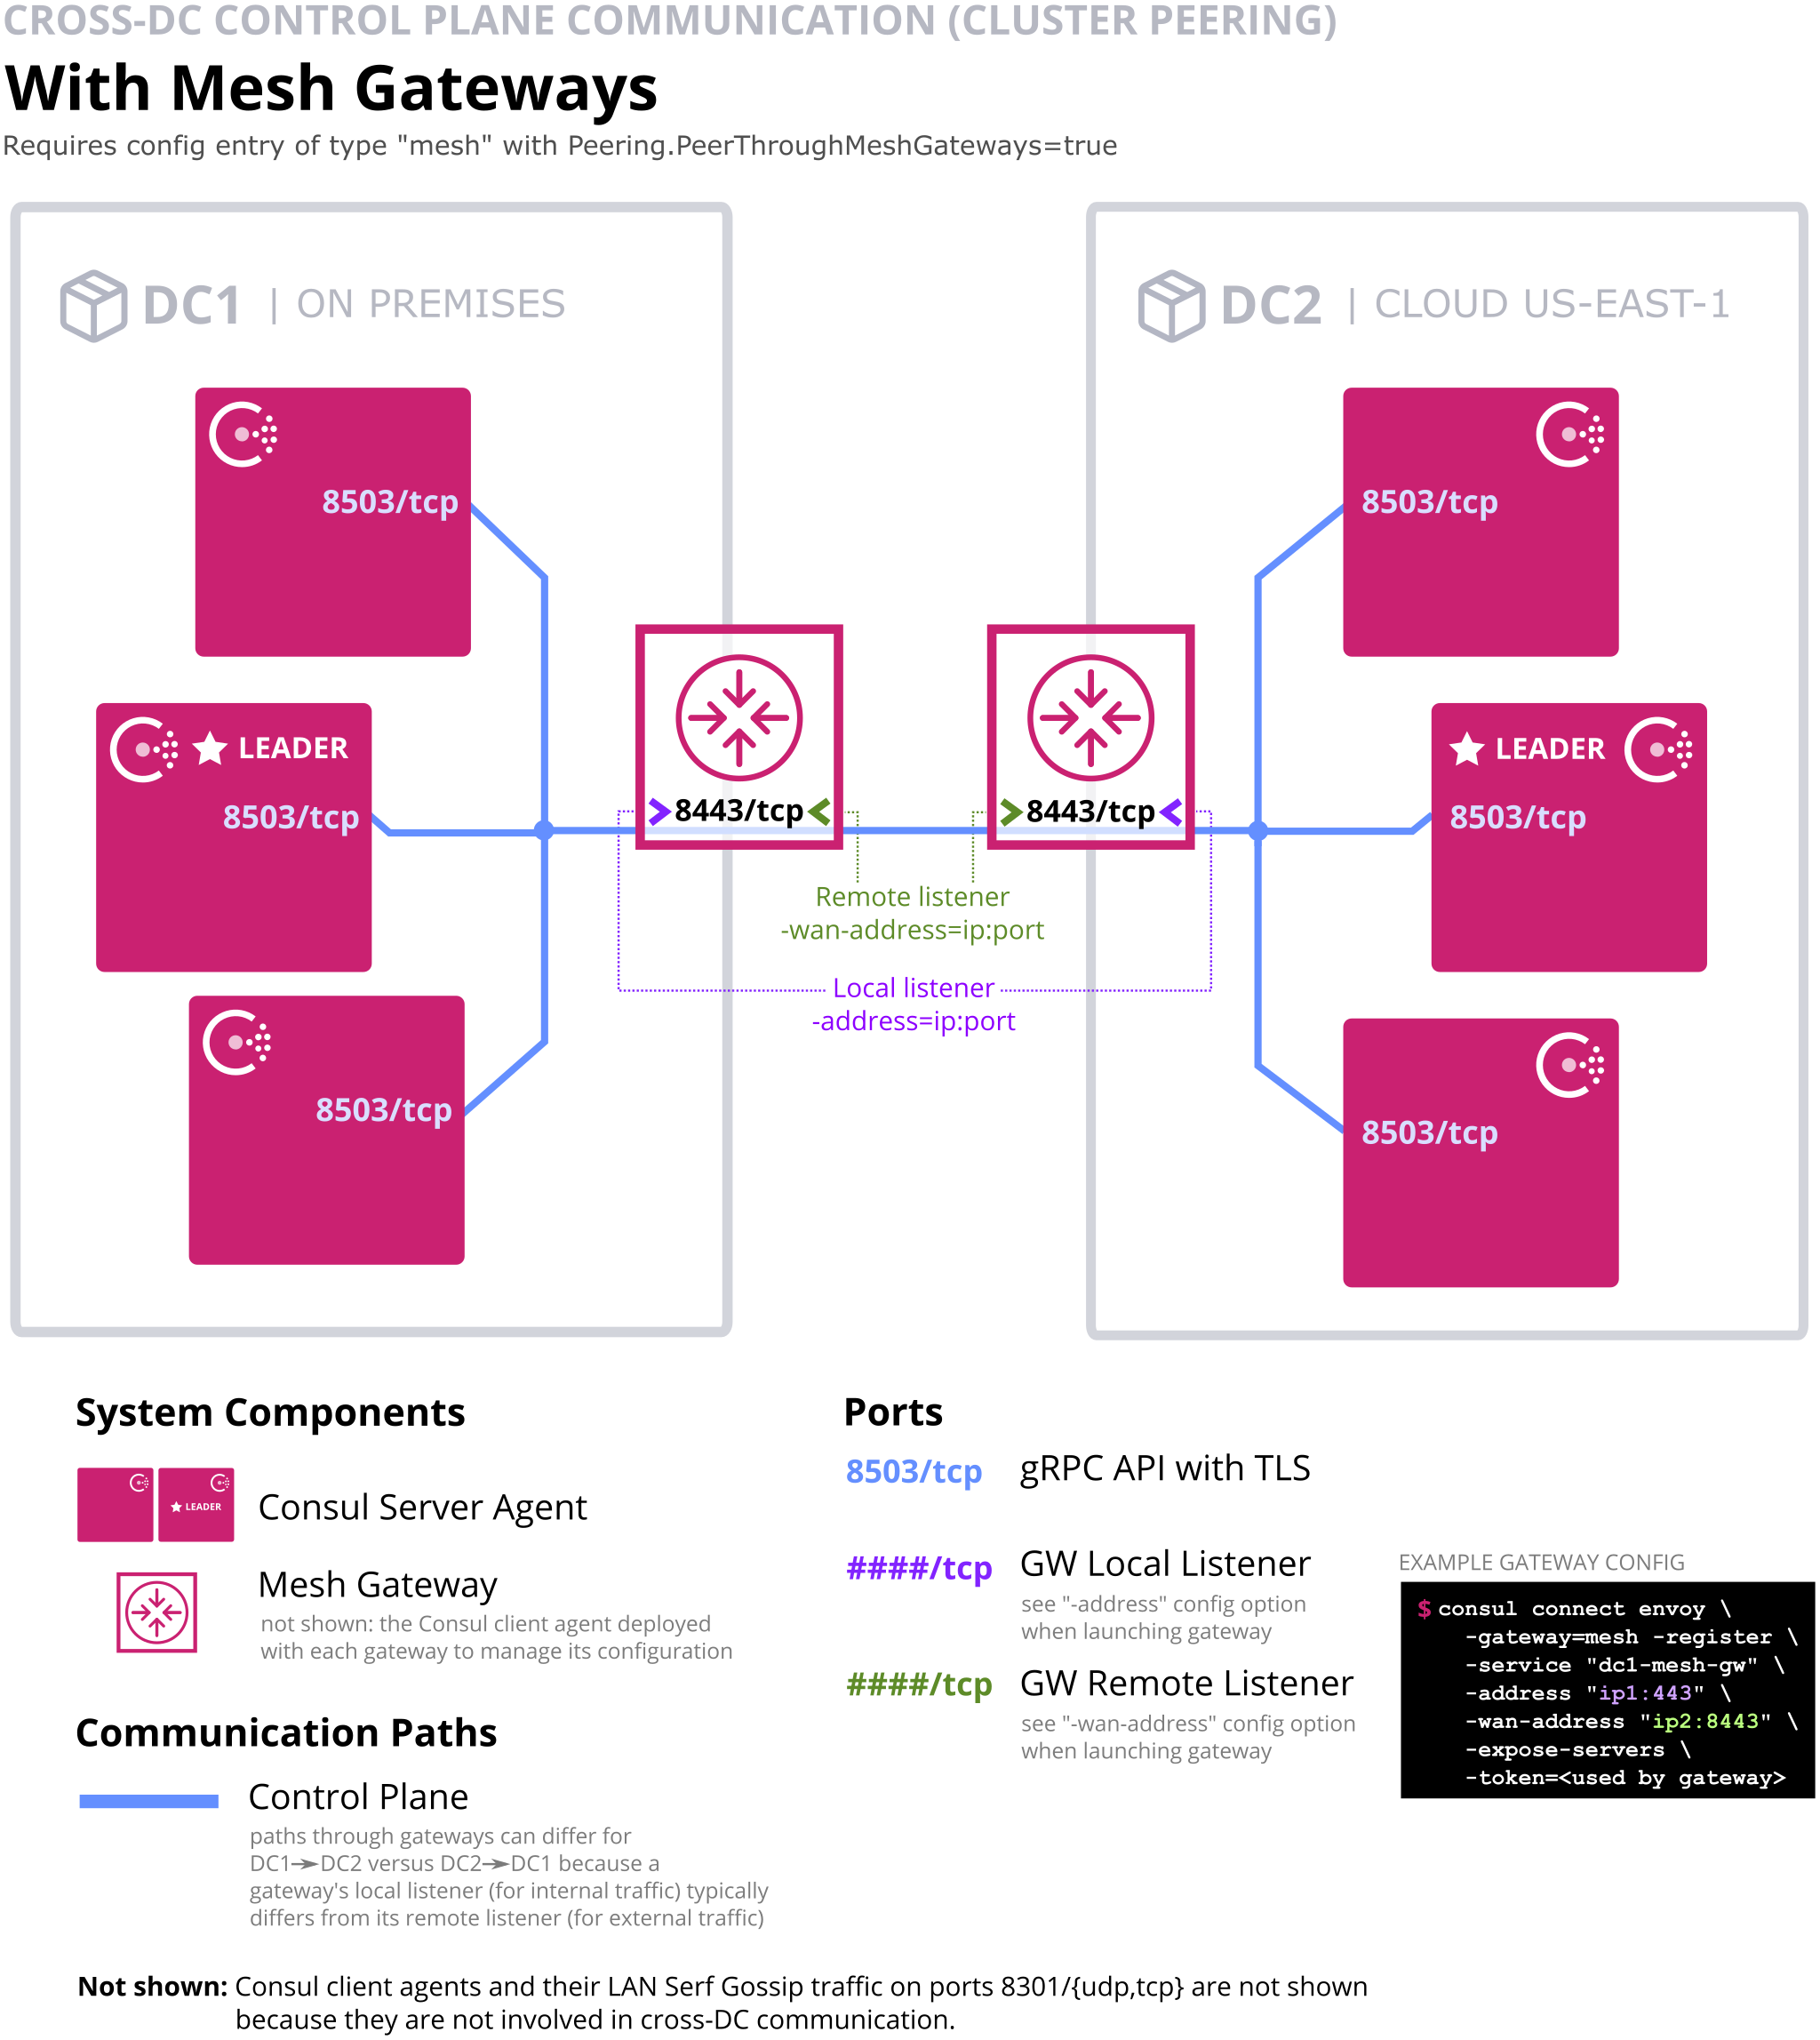 CROSS-DC CONTROL PLANE COMMUNICATION (CLUSTER PEERING)
With Mesh Gateways
Requires config entry of type "mesh" with Peering.PeerThroughMeshGateways=true
DC1 | ON PREMISES
8503/tcp
LEADER
8503/tcp
8503/tcp
8443/tcp
8443/tcp
Remote listener
-wan-address=ip:port
Local listener
-address=ip:port
DC2 | CLOUD US-EAST-1
8503/tcp
LEADER
8503/tcp
8503/tcp
System Components
LEADER
Consul Server Agent
Mesh Gateway
not shown: the Consul client agent deployed
with each gateway to manage its configuration
Communication Paths
Control Plane
paths through gateways can differ for
DC1→DC2 versus DC2→DC1 because a
gateway's local listener (for internal traffic) typically
differs from its remote listener (for external traffic)
Ports
8503/tcp gRPC API with TLS
####/tcp GW Local Listener
see "-address" config option
when launching gateway
####/tcp GW Remote Listener
see "-wan-address" config option
when launching gateway
EXAMPLE GATEWAY CONFIG
$ consul connect envoy \
-gateway=mesh -register \
-service "dc1-mesh-gw" \
-address "ip1:443" \
-wan-address "ip2:8443" \
-expose-servers \
-token=<used by gateway>
Not shown: Consul client agents and their LAN Serf Gossip traffic on ports 8301/{udp,tcp} are not shown
because they are not involved in cross-DC communication.